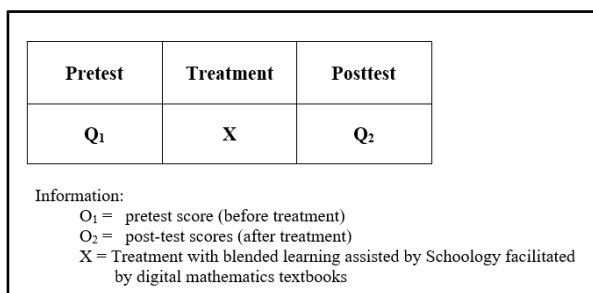 Pretest Treatment Posttest
Q₁ X Q₂
Information:
O₁ = pretest score (before treatment)
O₂ = post-test scores (after treatment)
X = Treatment with blended learning assisted by Schoology facilitated
by digital mathematics textbooks